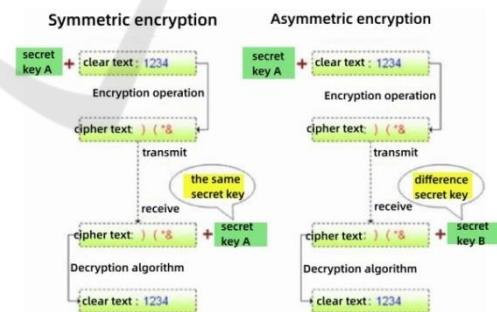 Symmetric encryption
secret
key A
+
clear text : 1234
Encryption operation
cipher text: ) ( "&
transmit
the same
secret key
receive
cipher text: ) ( "&
+
secret
key A
Decryption algorithm
clear text : 1234
Asymmetric encryption
secret
key A
+
clear text : 1234
Encryption operation
cipher text: ) ( "&
transmit
difference
secret key
receive
cipher text: ) ( "&
+
secret
key B
Decryption algorithm
clear text : 1234